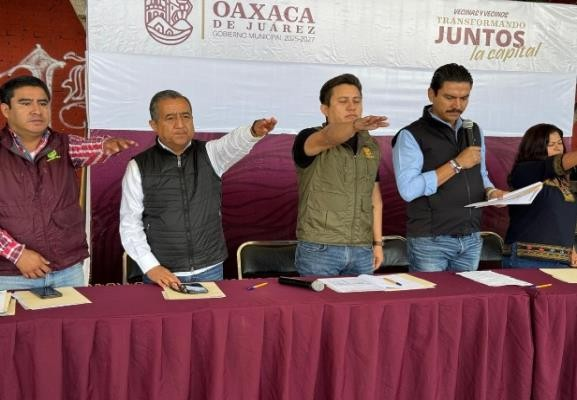 OAXACA
DE JUÁREZ
GOBIERNO MUNICIPAL 2025-2027
VECINAS Y VECINOS
TRANSFORMANDO
JUNTOS
la capital